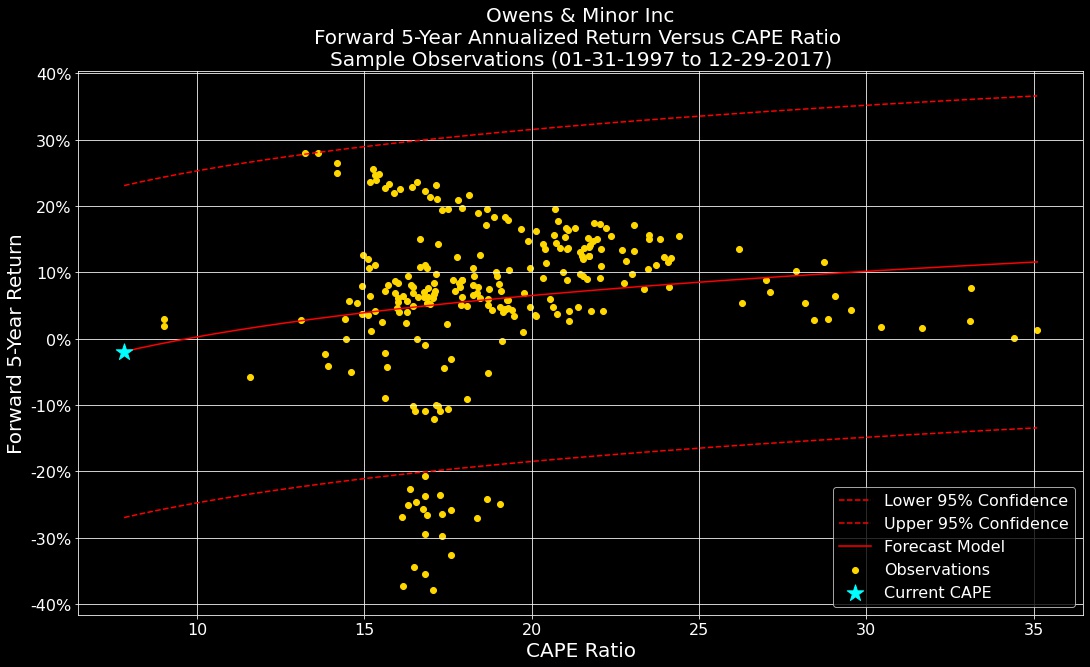 Owens & Minor Inc
Forward 5-Year Annualized Return Versus CAPE Ratio
Sample Observations (01-31-1997 to 12-29-2017)
Forward 5-Year Return
40%
30%
20%
10%
0%
-10%
-20%
-30%
-40%
Lower 95% Confidence
Upper 95% Confidence
Forecast Model
Observations
Current CAPE
10 15 20 25 30 35
CAPE Ratio